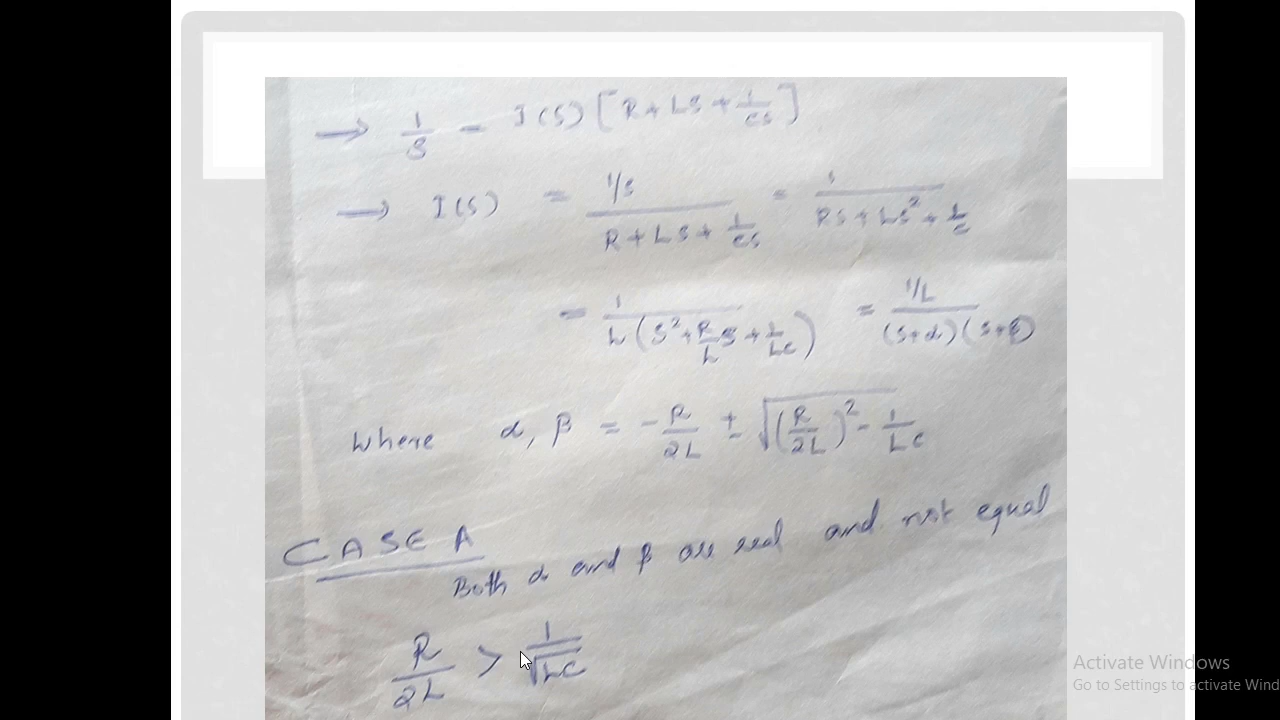 → 1/S = I(S) [R + LS + 1/CS]
→ I(S) = 1/S / (R + LS + 1/CS) = 1 / (RS + LS² + 1/C)
= 1 / L(S² + R/L S + 1/LC) = 1/L / (S+α)(S+β)
where α, β = -R/2L ± √((R/2L)² - 1/LC)
CASE A
Both α and β are real and not equal
R/2L > 1/√LC
Activate Windows
Go to Settings to activate Wind